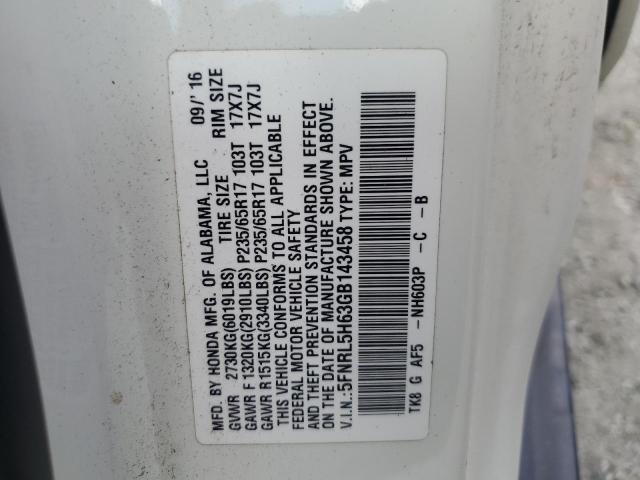 MFD. BY HONDA MFG. OF ALABAMA, LLC 09/'16
GVWR 2730KG(6019LBS) TIRE SIZE RIM SIZE
GAWR F 1320KG(2910LBS) P235/65R17 103T 17X7J
GAWR R 1515KG(3340LBS) P235/65R17 103T 17X7J
THIS VEHICLE CONFORMS TO ALL APPLICABLE
FEDERAL MOTOR VEHICLE SAFETY
AND THEFT PREVENTION STANDARDS IN EFFECT
ON THE DATE OF MANUFACTURE SHOWN ABOVE.
V.I.N.: 5FNRL5H63GB143458 TYPE: MPV
TK8 G AF5 -NH603P -C -B